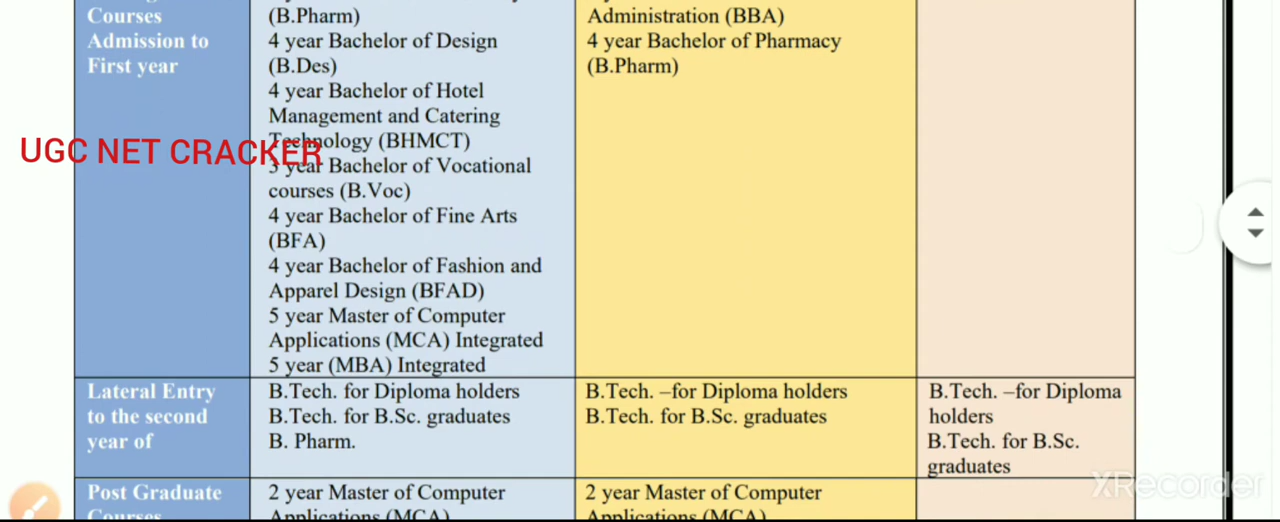 Courses
Admission to
First year
(B.Pharm)
4 year Bachelor of Design
(B.Des)
4 year Bachelor of Hotel
Management and Catering
Technology (BHMCT)
3 year Bachelor of Vocational
courses (B.Voc)
4 year Bachelor of Fine Arts
(BFA)
4 year Bachelor of Fashion and
Apparel Design (BFAD)
5 year Master of Computer
Applications (MCA) Integrated
5 year (MBA) Integrated
Administration (BBA)
4 year Bachelor of Pharmacy
(B.Pharm)
UGC NET CRACKER
Lateral Entry
to the second
year of
B.Tech. for Diploma holders
B.Tech. for B.Sc. graduates
B. Pharm.
B.Tech. –for Diploma holders
B.Tech. for B.Sc. graduates
B.Tech. –for Diploma
holders
B.Tech. for B.Sc.
graduates
Post Graduate
Courses
2 year Master of Computer
Applications (MCA)
2 year Master of Computer
Applications (MCA)
XRecorder